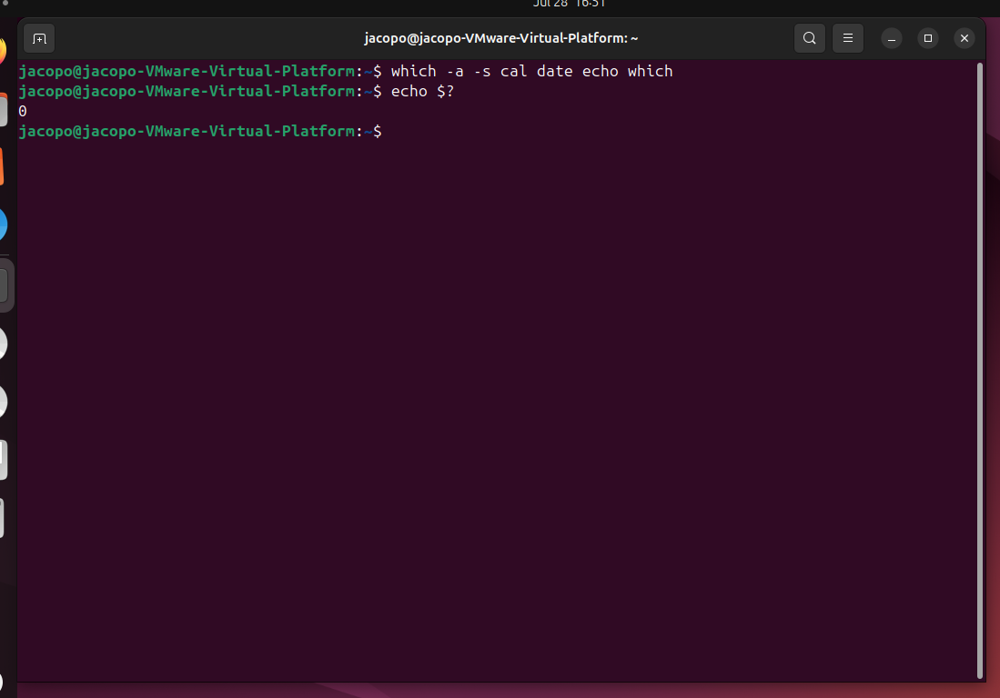 Jul 28 16:51
jacopo@jacopo-VMware-Virtual-Platform: ~
jacopo@jacopo-VMware-Virtual-Platform:~$ which -a -s cal date echo which
jacopo@jacopo-VMware-Virtual-Platform:~$ echo $?
0
jacopo@jacopo-VMware-Virtual-Platform:~$